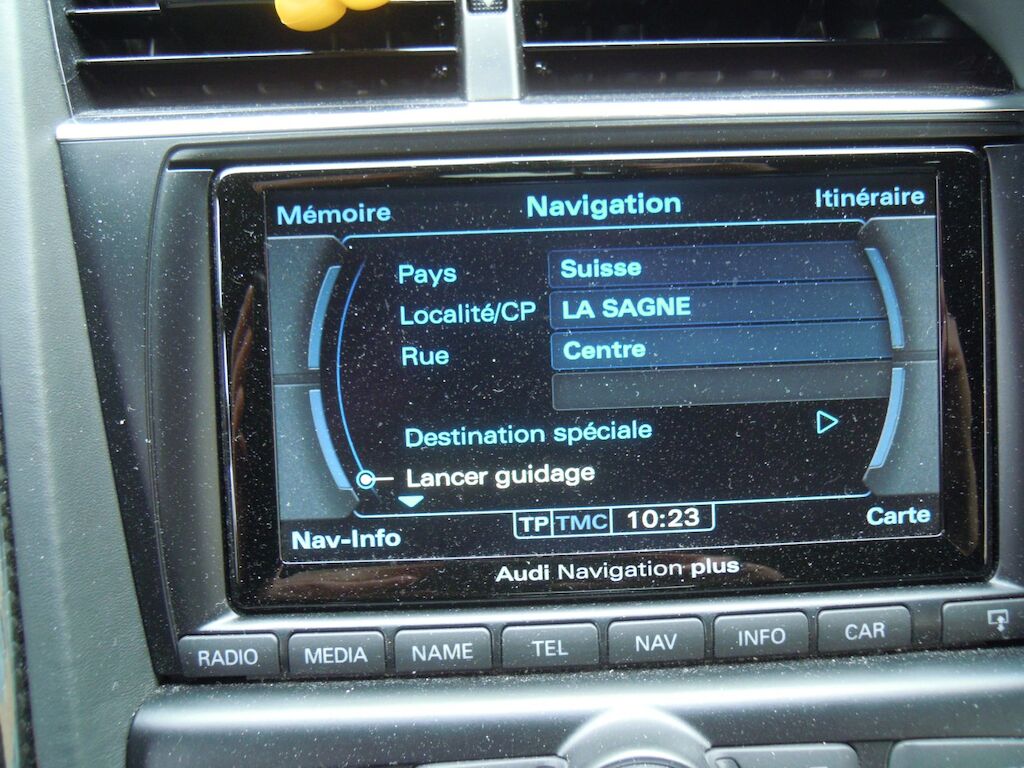 Mémoire Navigation Itinéraire
Pays Suisse
Localité/CP LA SAGNE
Rue Centre
Destination spéciale
Lancer guidage
Nav-Info TP TMC 10:23 Carte
Audi Navigation plus
RADIO MEDIA NAME TEL NAV INFO CAR